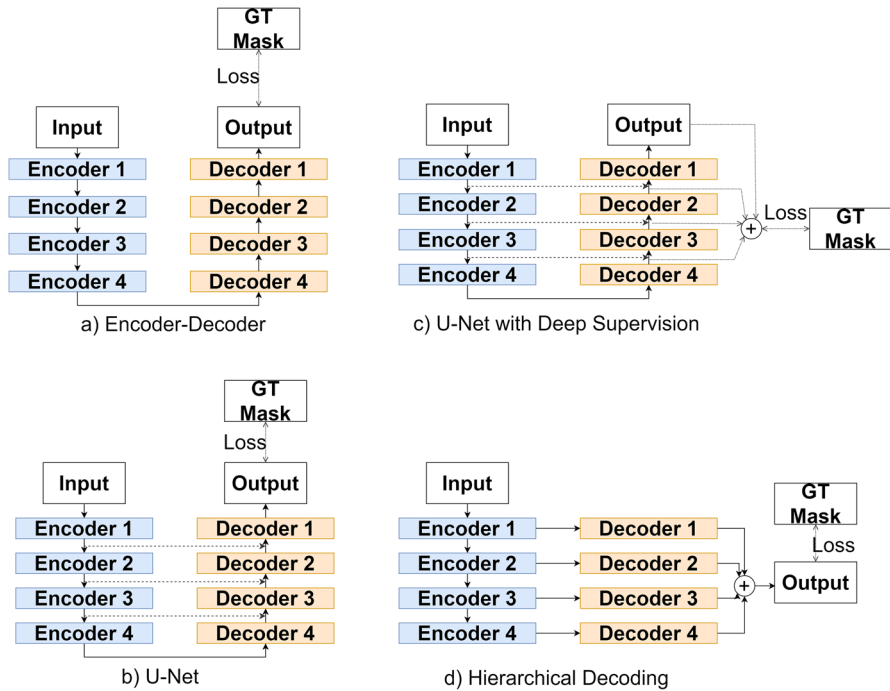 GT
Mask
Loss
Input
Output
Encoder 1
Decoder 1
Encoder 2
Decoder 2
Encoder 3
Decoder 3
Encoder 4
Decoder 4
a) Encoder-Decoder
Input
Output
Encoder 1
Decoder 1
Encoder 2
Decoder 2
Loss
GT
Mask
Encoder 3
Decoder 3
Encoder 4
Decoder 4
c) U-Net with Deep Supervision
GT
Mask
Loss
Input
Output
Encoder 1
Decoder 1
Encoder 2
Decoder 2
Encoder 3
Decoder 3
Encoder 4
Decoder 4
b) U-Net
Input
GT
Mask
Encoder 1
Decoder 1
Loss
Encoder 2
Decoder 2
Output
Encoder 3
Decoder 3
Encoder 4
Decoder 4
d) Hierarchical Decoding